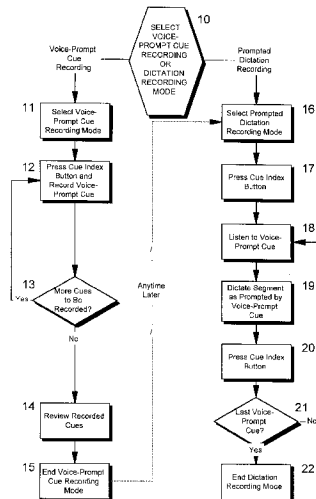 10
SELECT
VOICE-
PROMPT CUE
RECORDING
OR
DICTATION
RECORDING
MODE
Voice-Prompt
Cue
Recording
Prompted
Dictation
Recording
11
Select Voice-
Prompt Cue
Recording Mode
12
Press Cue Index
Button and
Record Voice-
Prompt Cue
13
More Cues
to Be
Recorded?
Yes
No
14
Review Recorded
Cues
15
End Voice-Prompt
Cue Recording
Mode
Anytime
Later
16
Select Prompted
Dictation
Recording Mode
17
Press Cue Index
Button
18
Listen to Voice-
Prompt Cue
19
Dictate Segment
as Prompted by
Voice-Prompt
Cue
20
Press Cue Index
Button
21
Last Voice-
Prompt
Cue?
No
Yes
22
End Dictation
Recording Mode